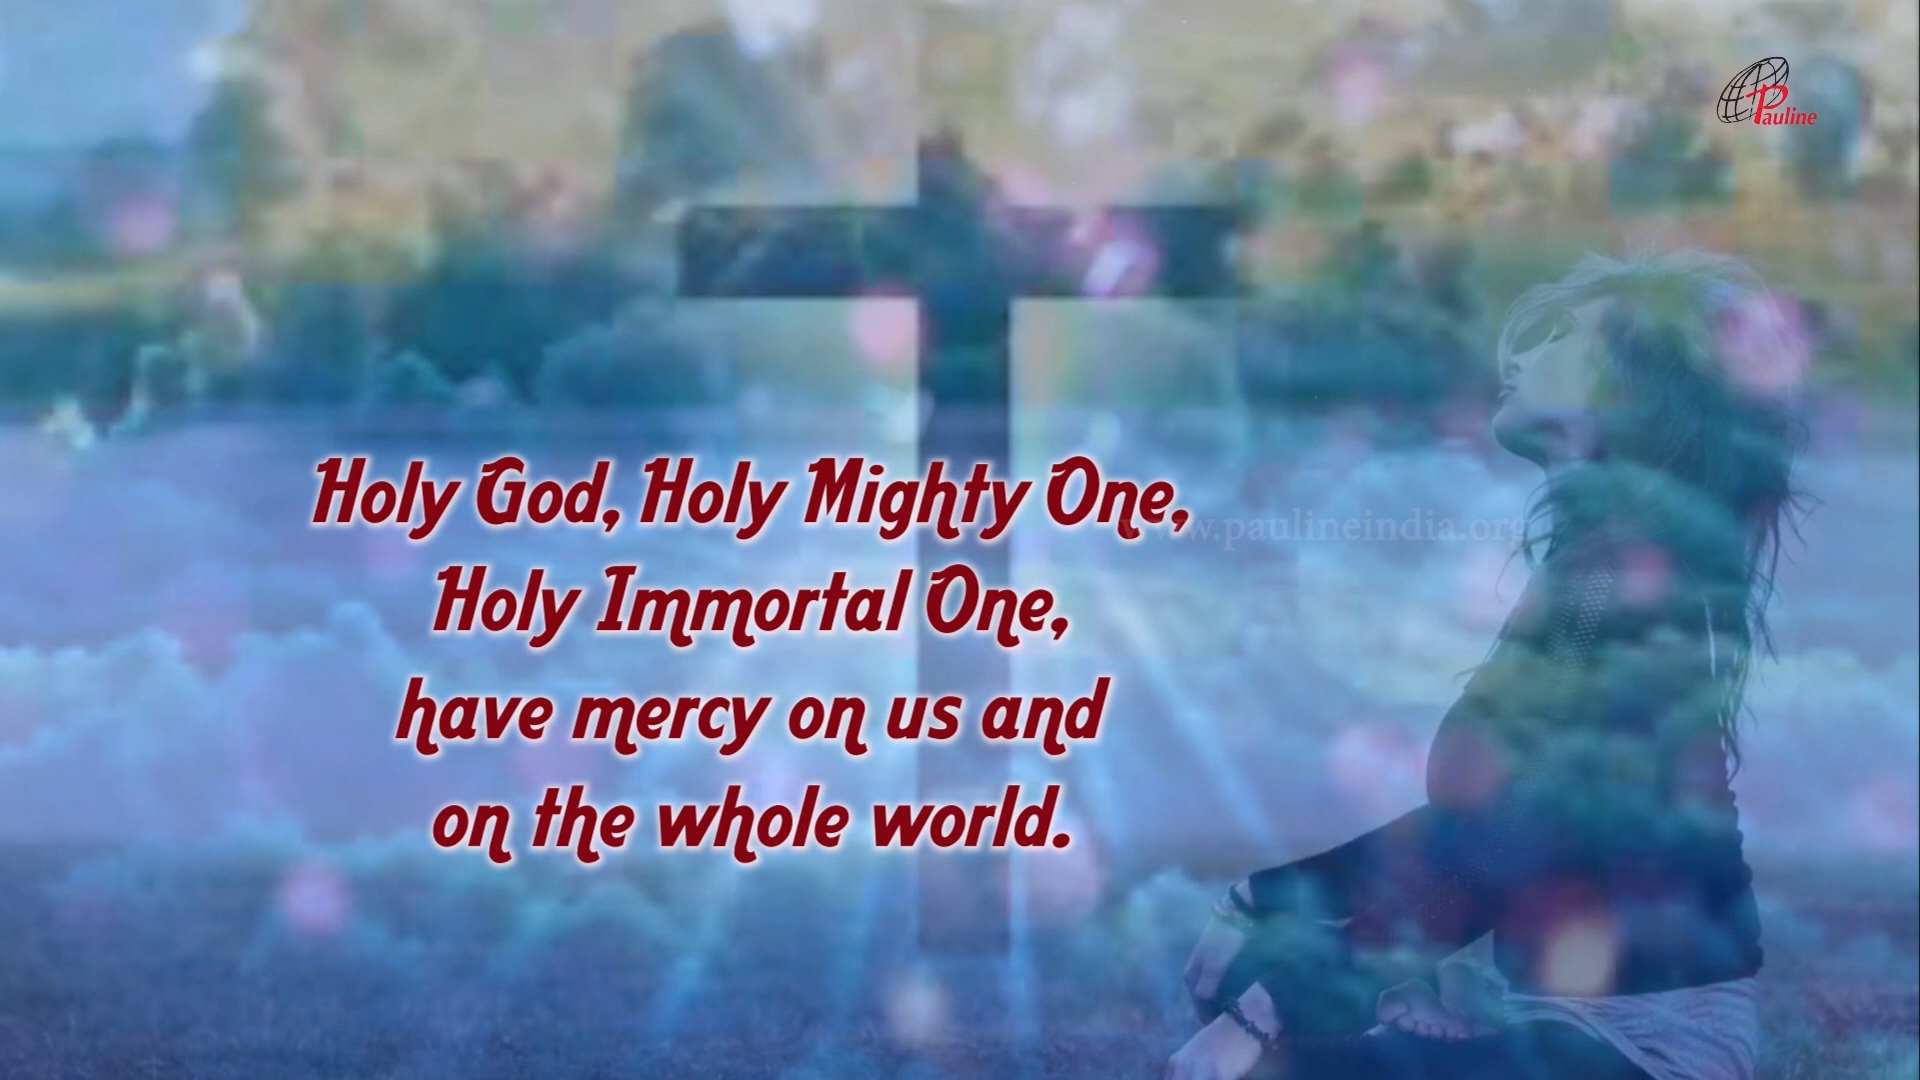 Pauline
Holy God, Holy Mighty One,
www.paulineindia.org
Holy Immortal One,
have mercy on us and
on the whole world.